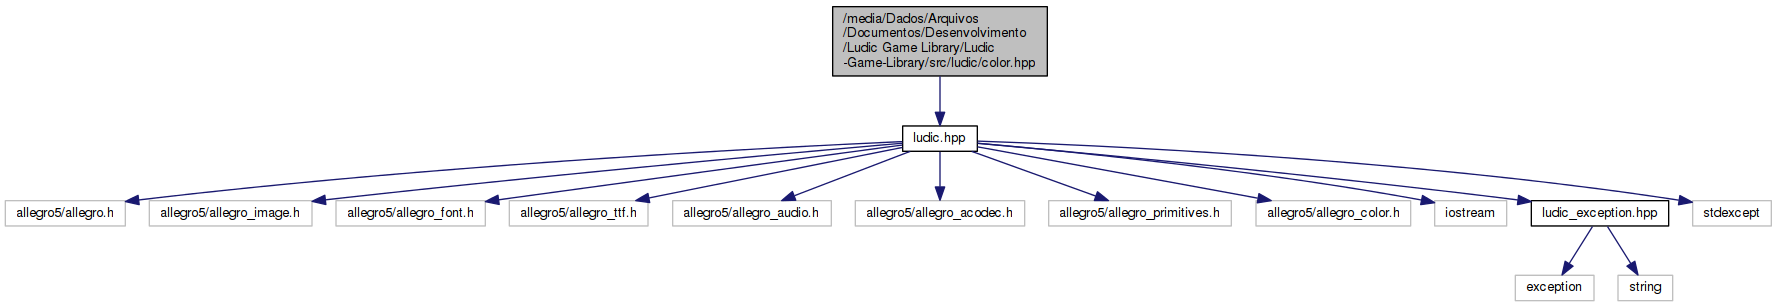 /media/Dados/Arquivos
/Documentos/Desenvolvimento
/Ludic Game Library/Ludic
-Game-Library/src/ludic/color.hpp
ludic.hpp
allegro5/allegro.h
allegro5/allegro_image.h
allegro5/allegro_font.h
allegro5/allegro_ttf.h
allegro5/allegro_audio.h
allegro5/allegro_acodec.h
allegro5/allegro_primitives.h
allegro5/allegro_color.h
iostream
ludic_exception.hpp
stdexcept
exception
string